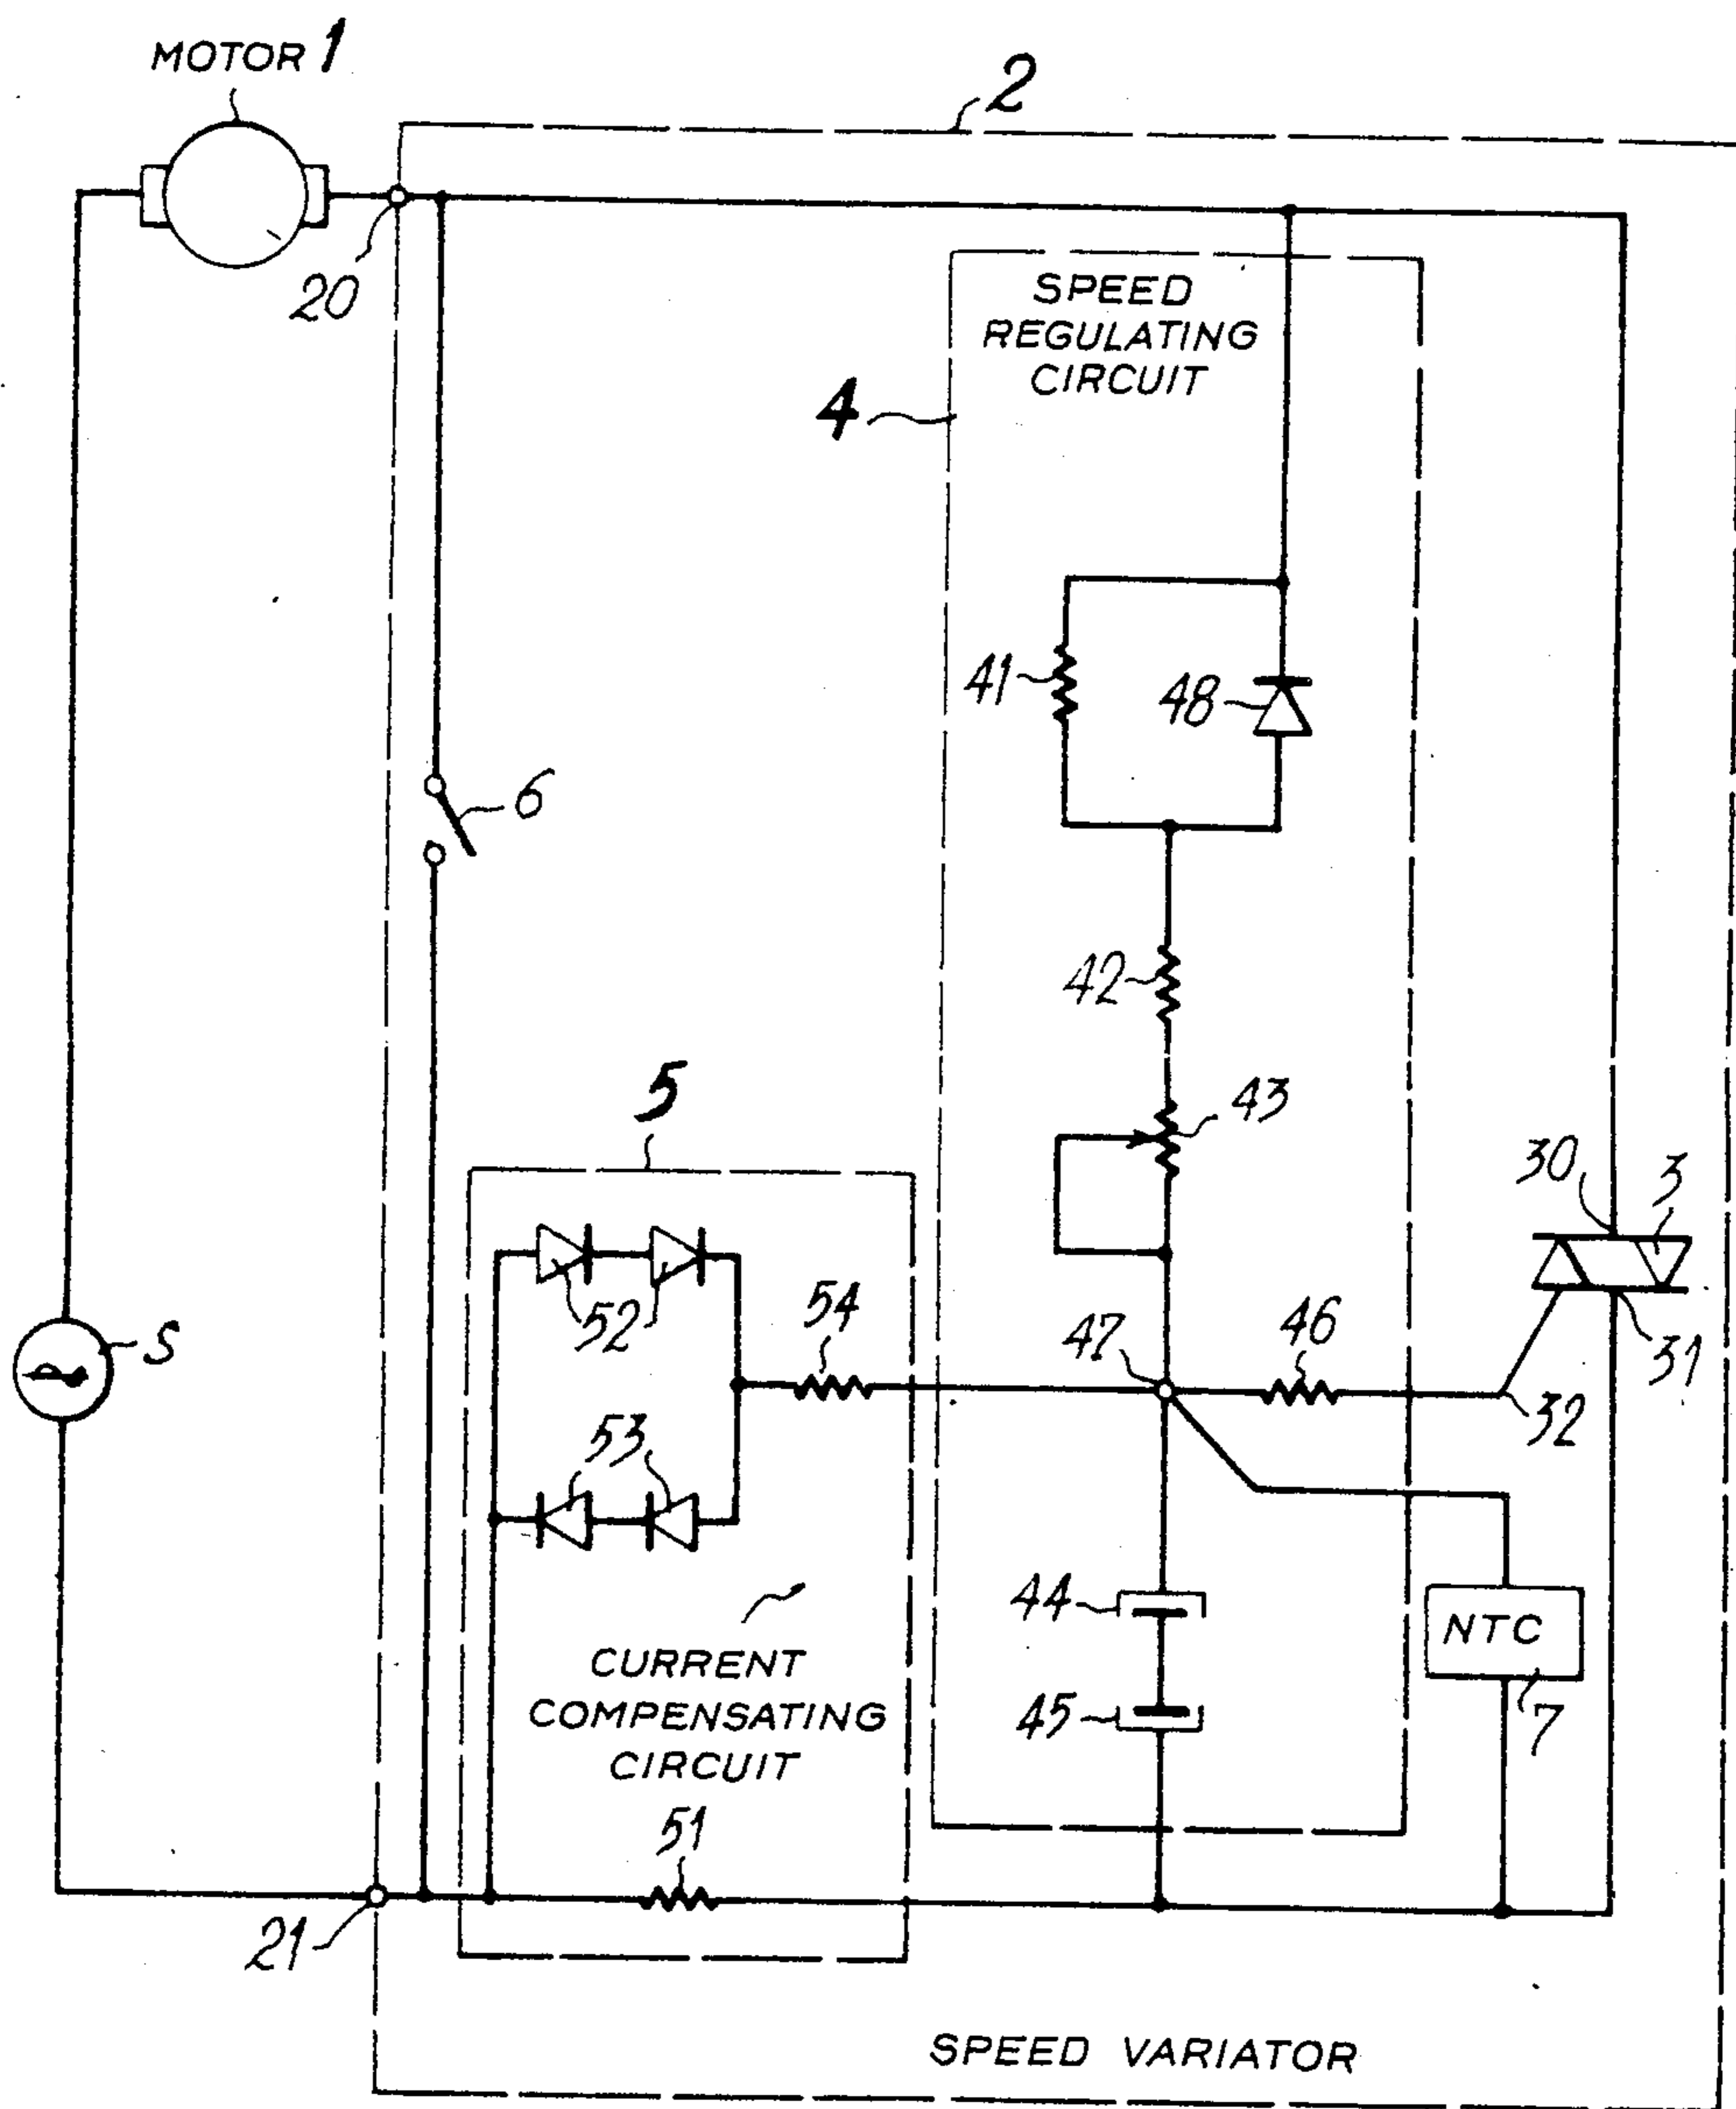 MOTOR 1
2
20
SPEED
REGULATING
CIRCUIT
4
41
48
6
42
5
43
30
3
52
54
47
46
31
S
32
53
44
NTC
CURRENT
COMPENSATING
CIRCUIT
45
7
51
21
SPEED VARIATOR